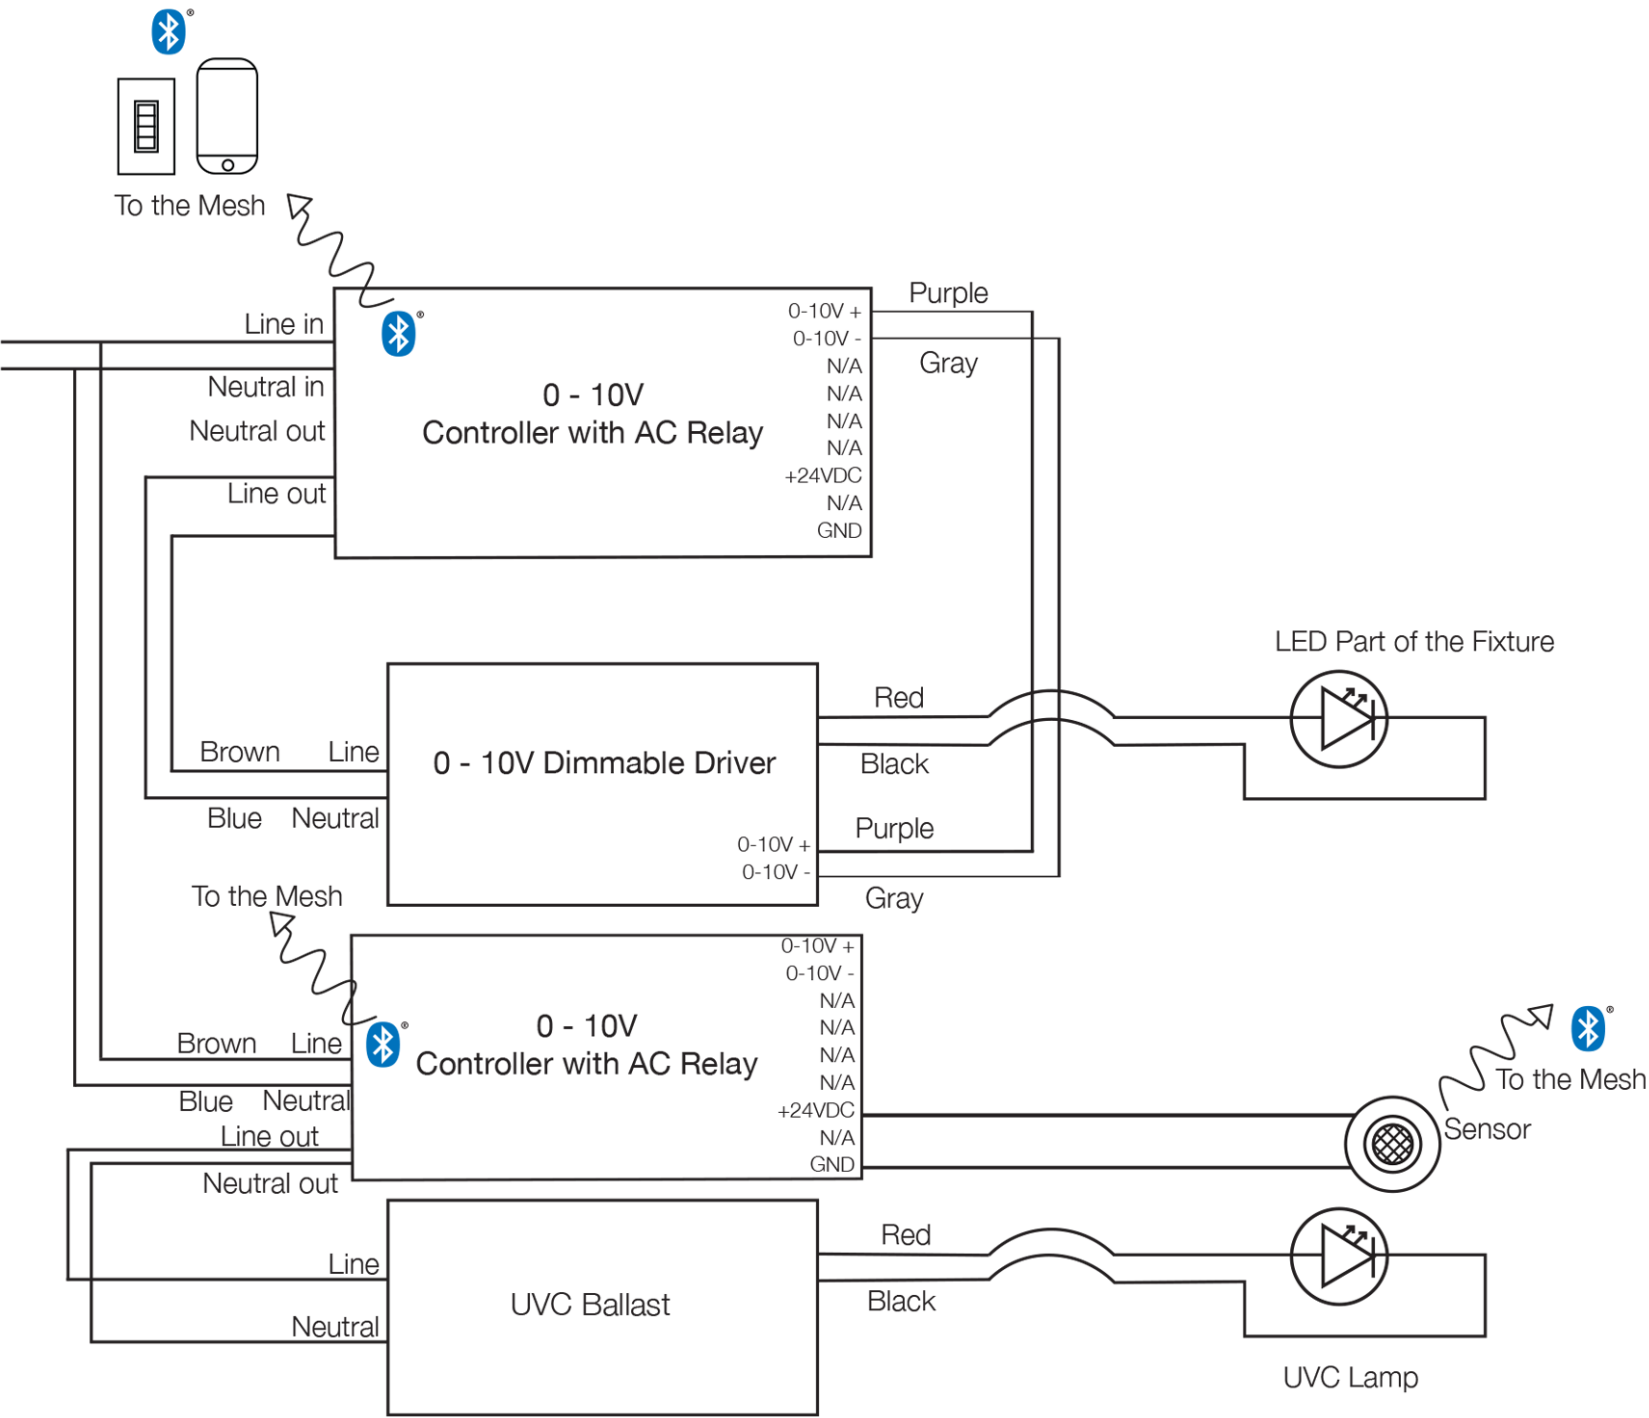 ®
To the Mesh
Line in
Neutral in
Neutral out
Line out
®
0 - 10V
Controller with AC Relay
0-10V +
0-10V -
N/A
N/A
N/A
N/A
+24VDC
N/A
GND
Purple
Gray
LED Part of the Fixture
Brown Line
Blue Neutral
0 - 10V Dimmable Driver
Red
Black
Purple
0-10V +
0-10V -
Gray
To the Mesh
Brown Line
Blue Neutral
Line out
Neutral out
®
0 - 10V
Controller with AC Relay
0-10V +
0-10V -
N/A
N/A
N/A
N/A
+24VDC
N/A
GND
®
To the Mesh
Sensor
Line
Neutral
UVC Ballast
Red
Black
UVC Lamp